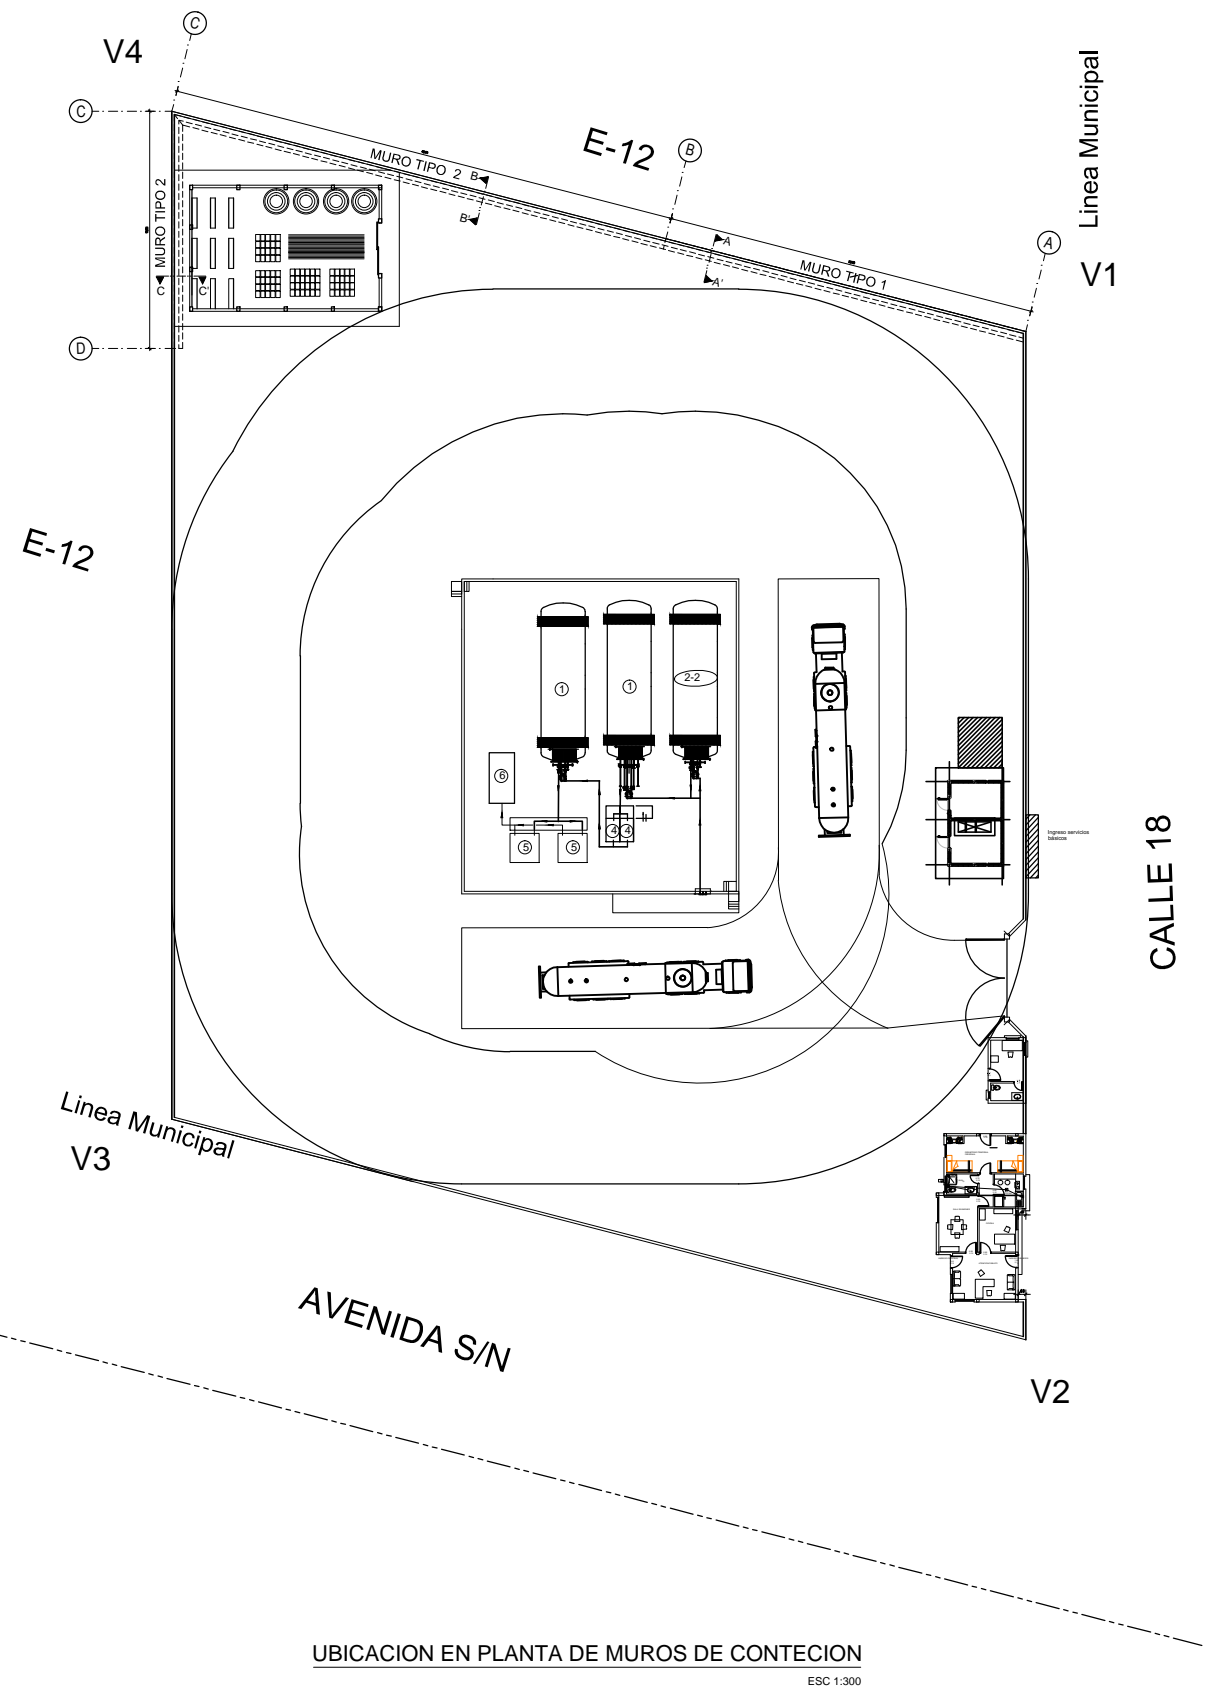 C
V4
Linea Municipal
C
E-12
B
MURO TIPO 2
B
B'
A
A'
MURO TIPO 1
A
V1
MURO TIPO 2
C
C'
D
E-12
1
1
2-2
6
4
4
5
5
Ingreso servicios
básicos
CALLE 18
Linea Municipal
V3
AVENIDA S/N
V2
UBICACION EN PLANTA DE MUROS DE CONTECION
ESC 1:300